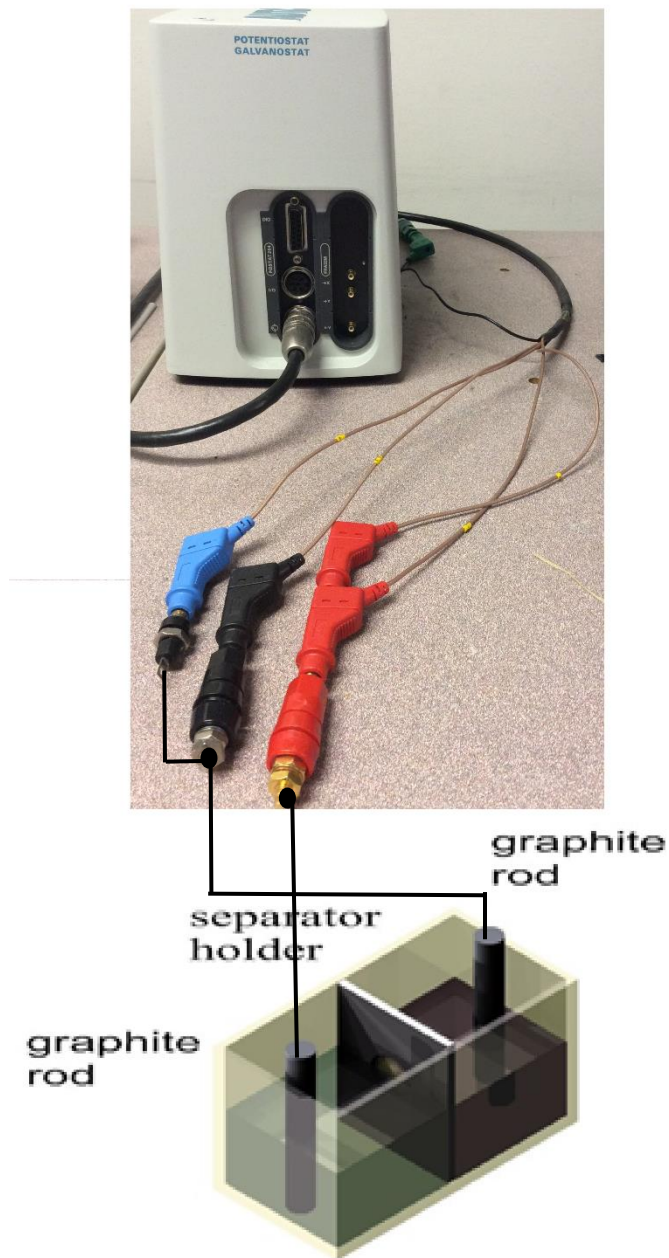 POTENTIOSTAT
GALVANOSTAT
graphite
rod
separator
holder
graphite
rod